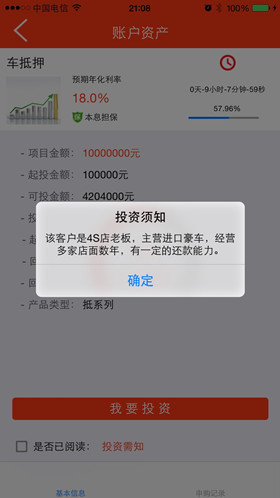 中国电信 21:08 100%
账户资产
车抵押
预期年化利率
18.0%
0天-9小时-7分钟-59秒
本息担保
57.96%
- 项目金额： 10000000元
- 起投金额： 100000元
- 可投金额： 4204000元
投资须知
该客户是4S店老板，主营进口豪车，经营
多家店面数年，有一定的还款能力。
确定
- 产品类型： 抵系列
我 要 投 资
是否已阅读： 投资需知
基本信息 申购记录